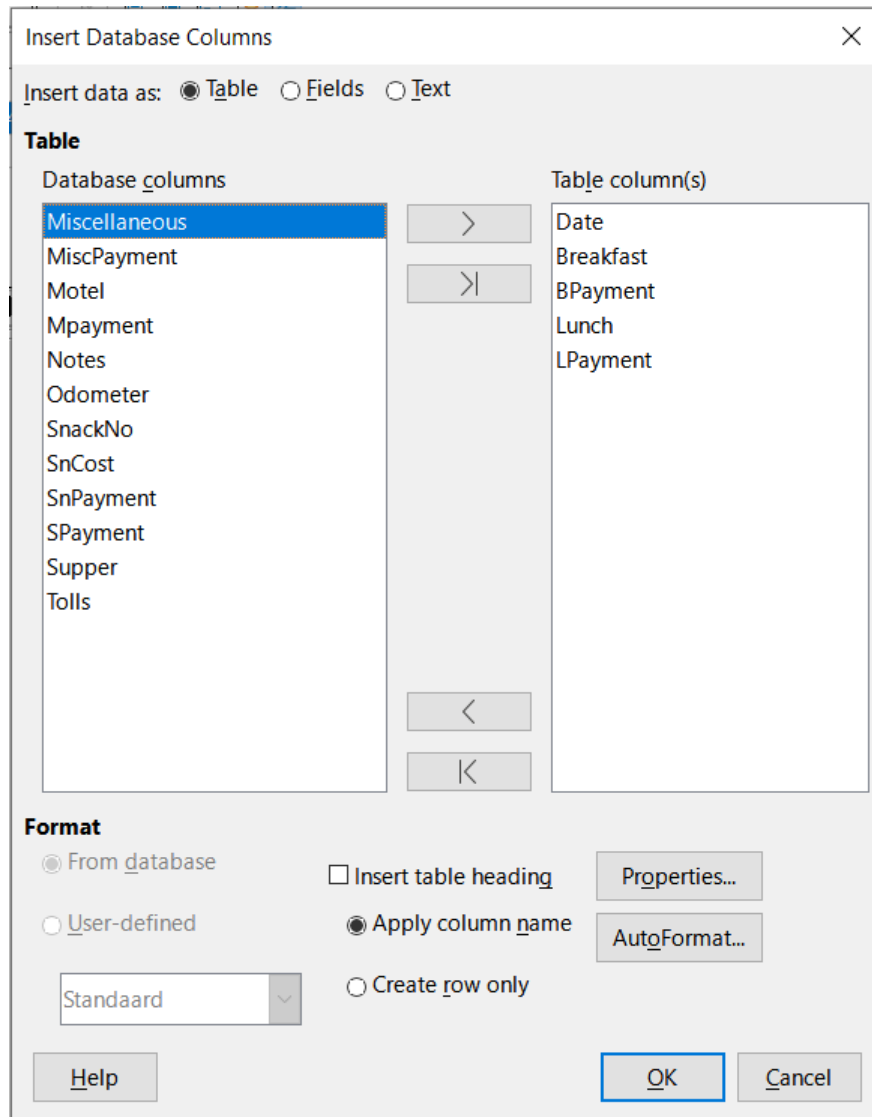 Insert Database Columns
Insert data as: Table Fields Text
Table
Database columns
Miscellaneous
MiscPayment
Motel
Mpayment
Notes
Odometer
SnackNo
SnCost
SnPayment
SPayment
Supper
Tolls
Table column(s)
Date
Breakfast
BPayment
Lunch
LPayment
Format
From database
User-defined
Standaard
Insert table heading
Apply column name
Create row only
Properties...
AutoFormat...
Help
OK
Cancel